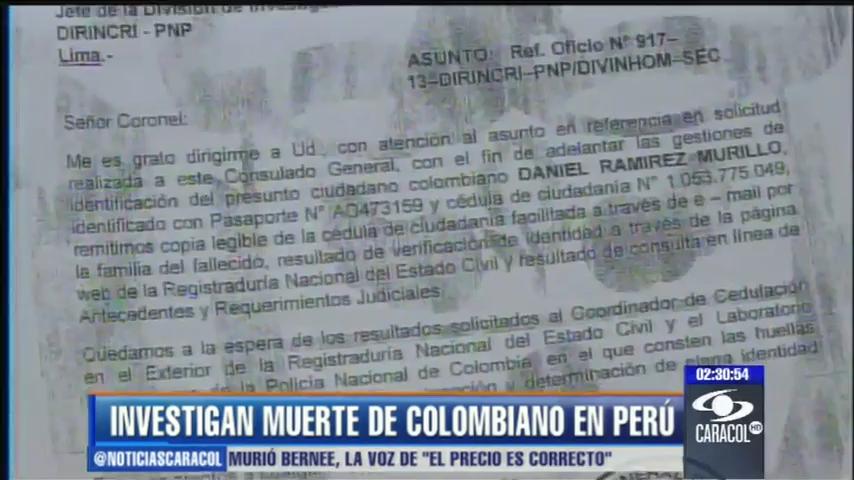 Jefe de la División de Investiga
DIRINCRI - PNP
Lima.-
ASUNTO: Ref. Oficio N° 917-
13-DIRINCRI-PNP/DIVINHOM-SEC
Señor Coronel:
Me es grato dirigirme a Ud., con atención al asunto en referencia en solicitud
realizada a este Consulado General, con el fin de adelantar las gestiones de
identificación del presunto ciudadano colombiano DANIEL RAMIREZ MURILLO,
identificado con Pasaporte N° AO473159 y cédula de ciudadanía N° 1.053.775.049,
remitimos copia legible de la cédula de ciudadanía facilitada a través de e – mail por
la familia del fallecido, resultado de verificación de identidad a través de la página
web de la Registraduría Nacional del Estado Civil y resultado de consulta en línea de
Antecedentes y Requerimientos Judiciales.
Quedamos a la espera de los resultados solicitados al Coordinador de Cedulación
en el Exterior de la Registraduría Nacional del Estado Civil y el Laboratorio
de la Policía Nacional de Colombia, en el que consten las huellas
y determinación de plena identidad
02:30:54
CARACOL HD
INVESTIGAN MUERTE DE COLOMBIANO EN PERÚ
@NOTICIASCARACOL MURIÓ BERNEE, LA VOZ DE "EL PRECIO ES CORRECTO"